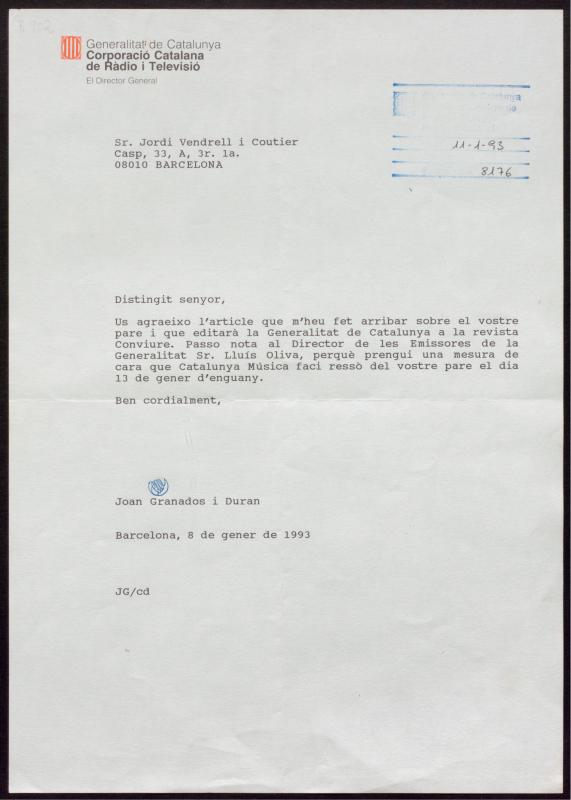 Generalitat de Catalunya
Corporació Catalana
de Ràdio i Televisió
El Director General
11-1-93
8176
Sr. Jordi Vendrell i Coutier
Casp, 33, A, 3r. 1a.
08010 BARCELONA
Distingit senyor,
Us agraeixo l'article que m'heu fet arribar sobre el vostre
pare i que editarà la Generalitat de Catalunya a la revista
Conviure. Passo nota al Director de les Emissores de la
Generalitat Sr. Lluís Oliva, perquè prengui una mesura de
cara que Catalunya Música faci ressò del vostre pare el dia
13 de gener d'enguany.
Ben cordialment,
Joan Granados i Duran
Barcelona, 8 de gener de 1993
JG/cd